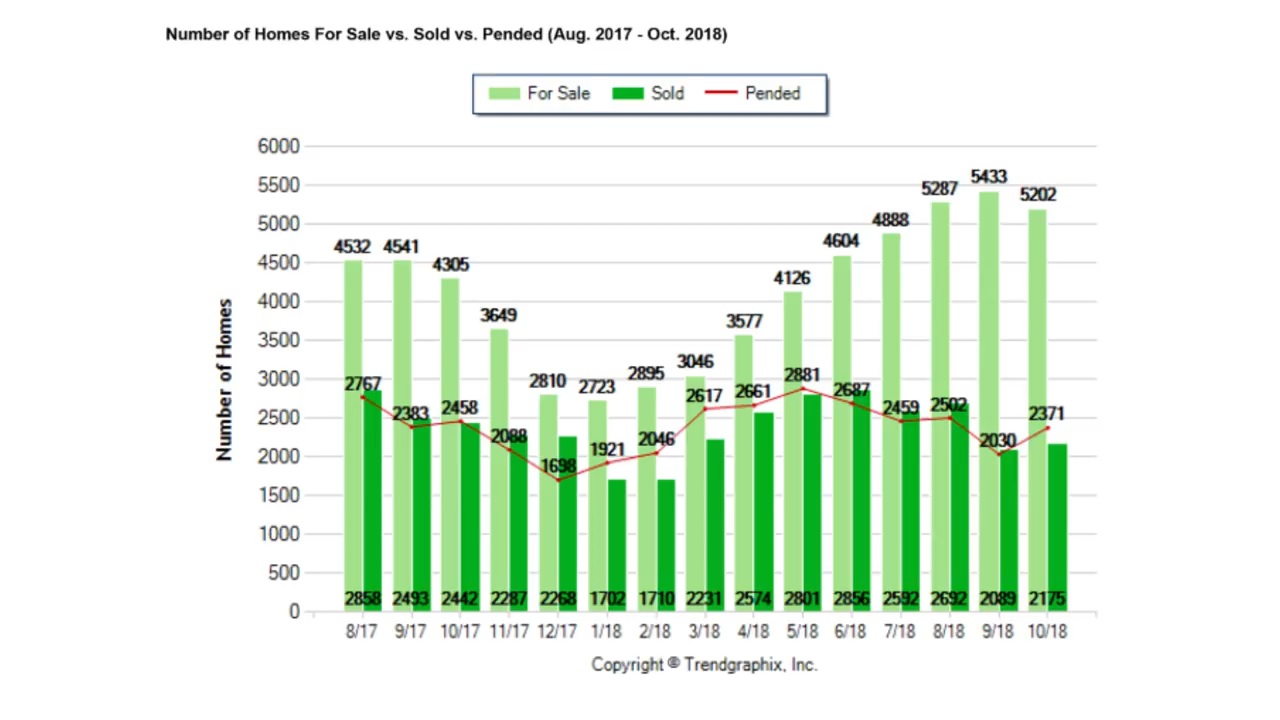 Number of Homes For Sale vs. Sold vs. Pended (Aug. 2017 - Oct. 2018)
For Sale Sold Pended
6000
5500
5000
4500
4000
3500
3000
2500
2000
1500
1000
500
0
Number of Homes
4532 4541 4305 3649 2810 2723 2895 3046 3577 4126 4604 4888 5287 5433 5202
2767 2383 2458 2088 1698 1921 2046 2617 2661 2881 2687 2459 2502 2030 2371
2858 2493 2442 2287 2268 1702 1710 2231 2574 2801 2856 2592 2692 2089 2175
8/17 9/17 10/17 11/17 12/17 1/18 2/18 3/18 4/18 5/18 6/18 7/18 8/18 9/18 10/18
Copyright © Trendgraphix, Inc.